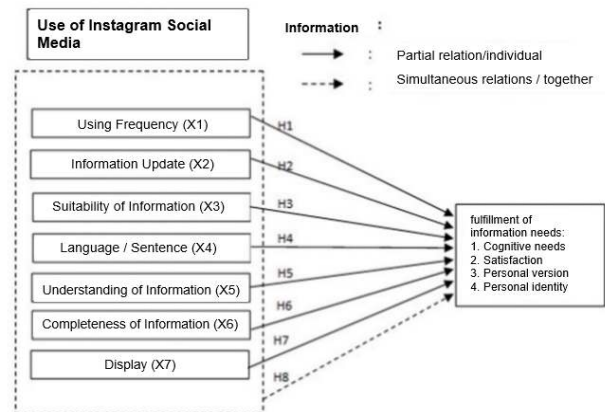 Use of Instagram Social
Media
Information :
: Partial relation/individual
: Simultaneous relations / together
Using Frequency (X1)
Information Update (X2)
Suitability of Information (X3)
Language / Sentence (X4)
Understanding of Information (X5)
Completeness of Information (X6)
Display (X7)
H1
H2
H3
H4
H5
H6
H7
H8
fulfillment of
information needs:
1. Cognitive needs
2. Satisfaction
3. Personal version
4. Personal identity